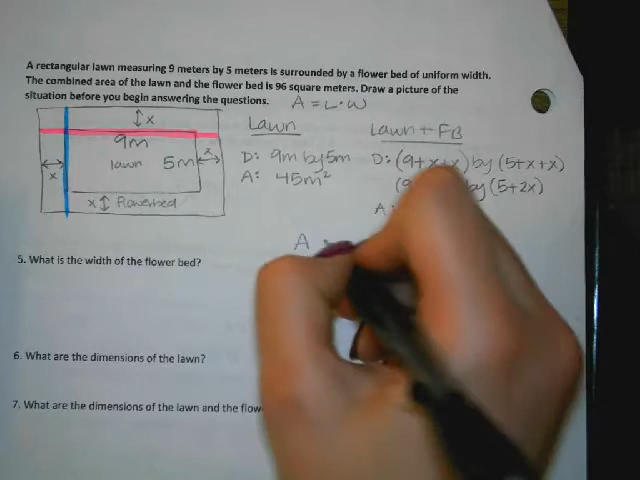 A rectangular lawn measuring 9 meters by 5 meters is surrounded by a flower bed of uniform width.
The combined area of the lawn and the flower bed is 96 square meters. Draw a picture of the
situation before you begin answering the questions. A = L·W
x
9m
lawn 5m x
x
x Flowerbed
Lawn
D: 9m by 5m
A: 45m²
Lawn + FB
D: (9+x+x) by (5+x+x)
(9 by (5+2x)
A:
A
5. What is the width of the flower bed?
6. What are the dimensions of the lawn?
7. What are the dimensions of the lawn and the